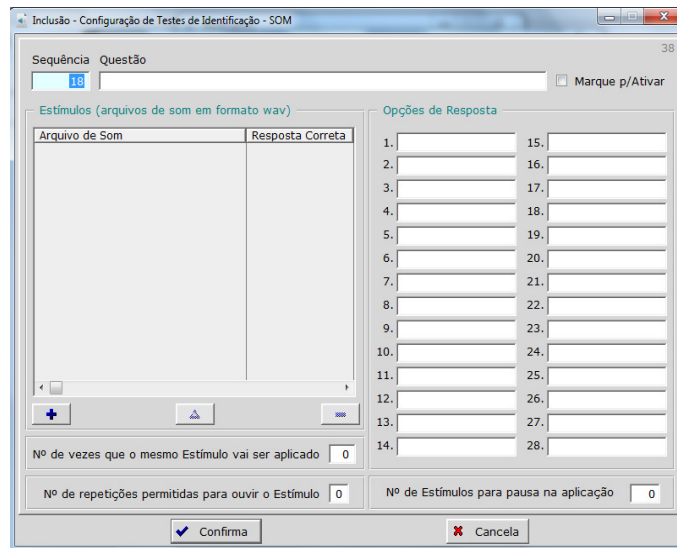 Inclusão - Configuração de Testes de Identificação - SOM
38
Sequência Questão
18
Marque p/Ativar
Estímulos (arquivos de som em formato wav)
Arquivo de Som Resposta Correta
Opções de Resposta
1. 15.
2. 16.
3. 17.
4. 18.
5. 19.
6. 20.
7. 21.
8. 22.
9. 23.
10. 24.
11. 25.
12. 26.
13. 27.
14. 28.
Nº de vezes que o mesmo Estímulo vai ser aplicado 0
Nº de repetições permitidas para ouvir o Estímulo 0
Nº de Estímulos para pausa na aplicação 0
Confirma Cancela